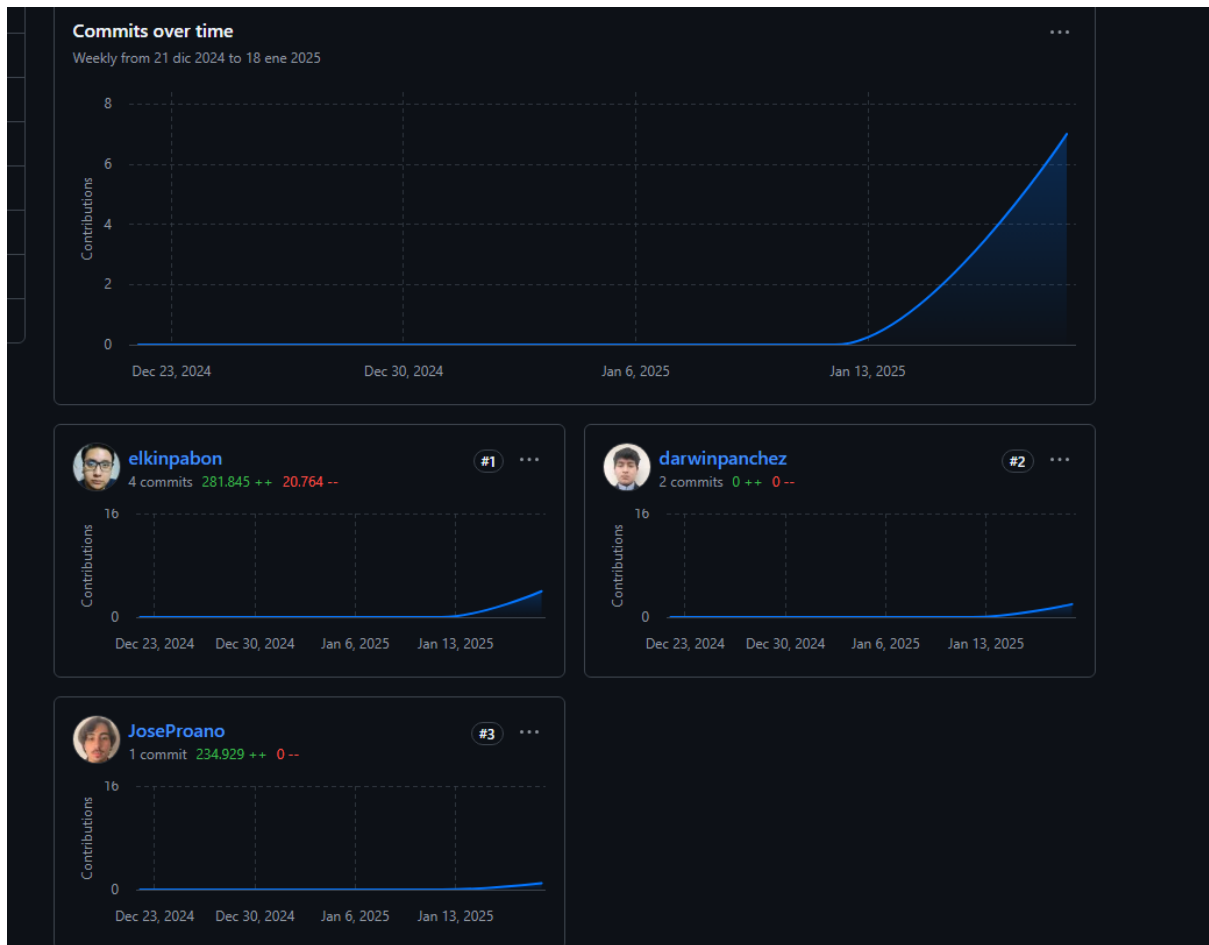 Commits over time
Weekly from 21 dic 2024 to 18 ene 2025
8
6
4
2
0
Contributions
Dec 23, 2024 Dec 30, 2024 Jan 6, 2025 Jan 13, 2025
elkinpabon #1
4 commits 281.845 ++ 20.764 --
16
Contributions
0
Dec 23, 2024 Dec 30, 2024 Jan 6, 2025 Jan 13, 2025
darwinpanchez #2
2 commits 0 ++ 0 --
16
Contributions
0
Dec 23, 2024 Dec 30, 2024 Jan 6, 2025 Jan 13, 2025
JoseProano #3
1 commit 234.929 ++ 0 --
16
Contributions
0
Dec 23, 2024 Dec 30, 2024 Jan 6, 2025 Jan 13, 2025